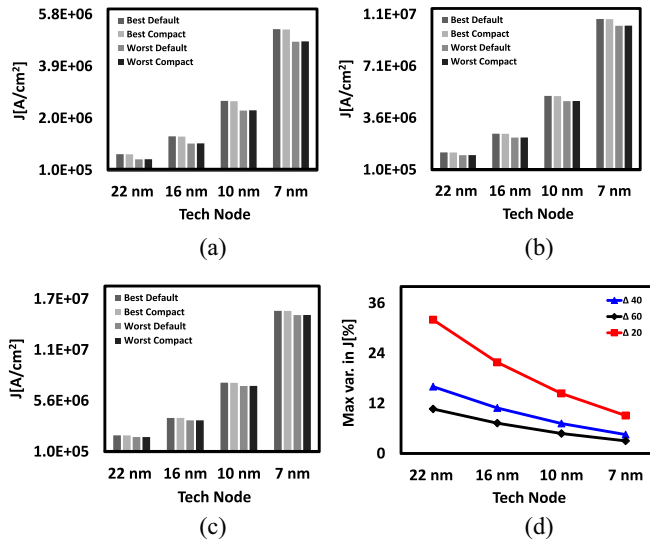 5.8E+06
3.9E+06
2.0E+06
1.0E+05
J[A/cm²]
Best Default
Best Compact
Worst Default
Worst Compact
22 nm 16 nm 10 nm 7 nm
Tech Node
(a)
1.1E+07
7.1E+06
3.6E+06
1.0E+05
J[A/cm²]
Best Default
Best Compact
Worst Default
Worst Compact
22 nm 16 nm 10 nm 7 nm
Tech Node
(b)
1.7E+07
1.1E+07
5.6E+06
1.0E+05
J[A/cm²]
Best Default
Best Compact
Worst Default
Worst Compact
22 nm 16 nm 10 nm 7 nm
Tech Node
(c)
36
24
12
0
Max var. in J[%]
Δ 40
Δ 60
Δ 20
22 nm 16 nm 10 nm 7 nm
Tech Node
(d)